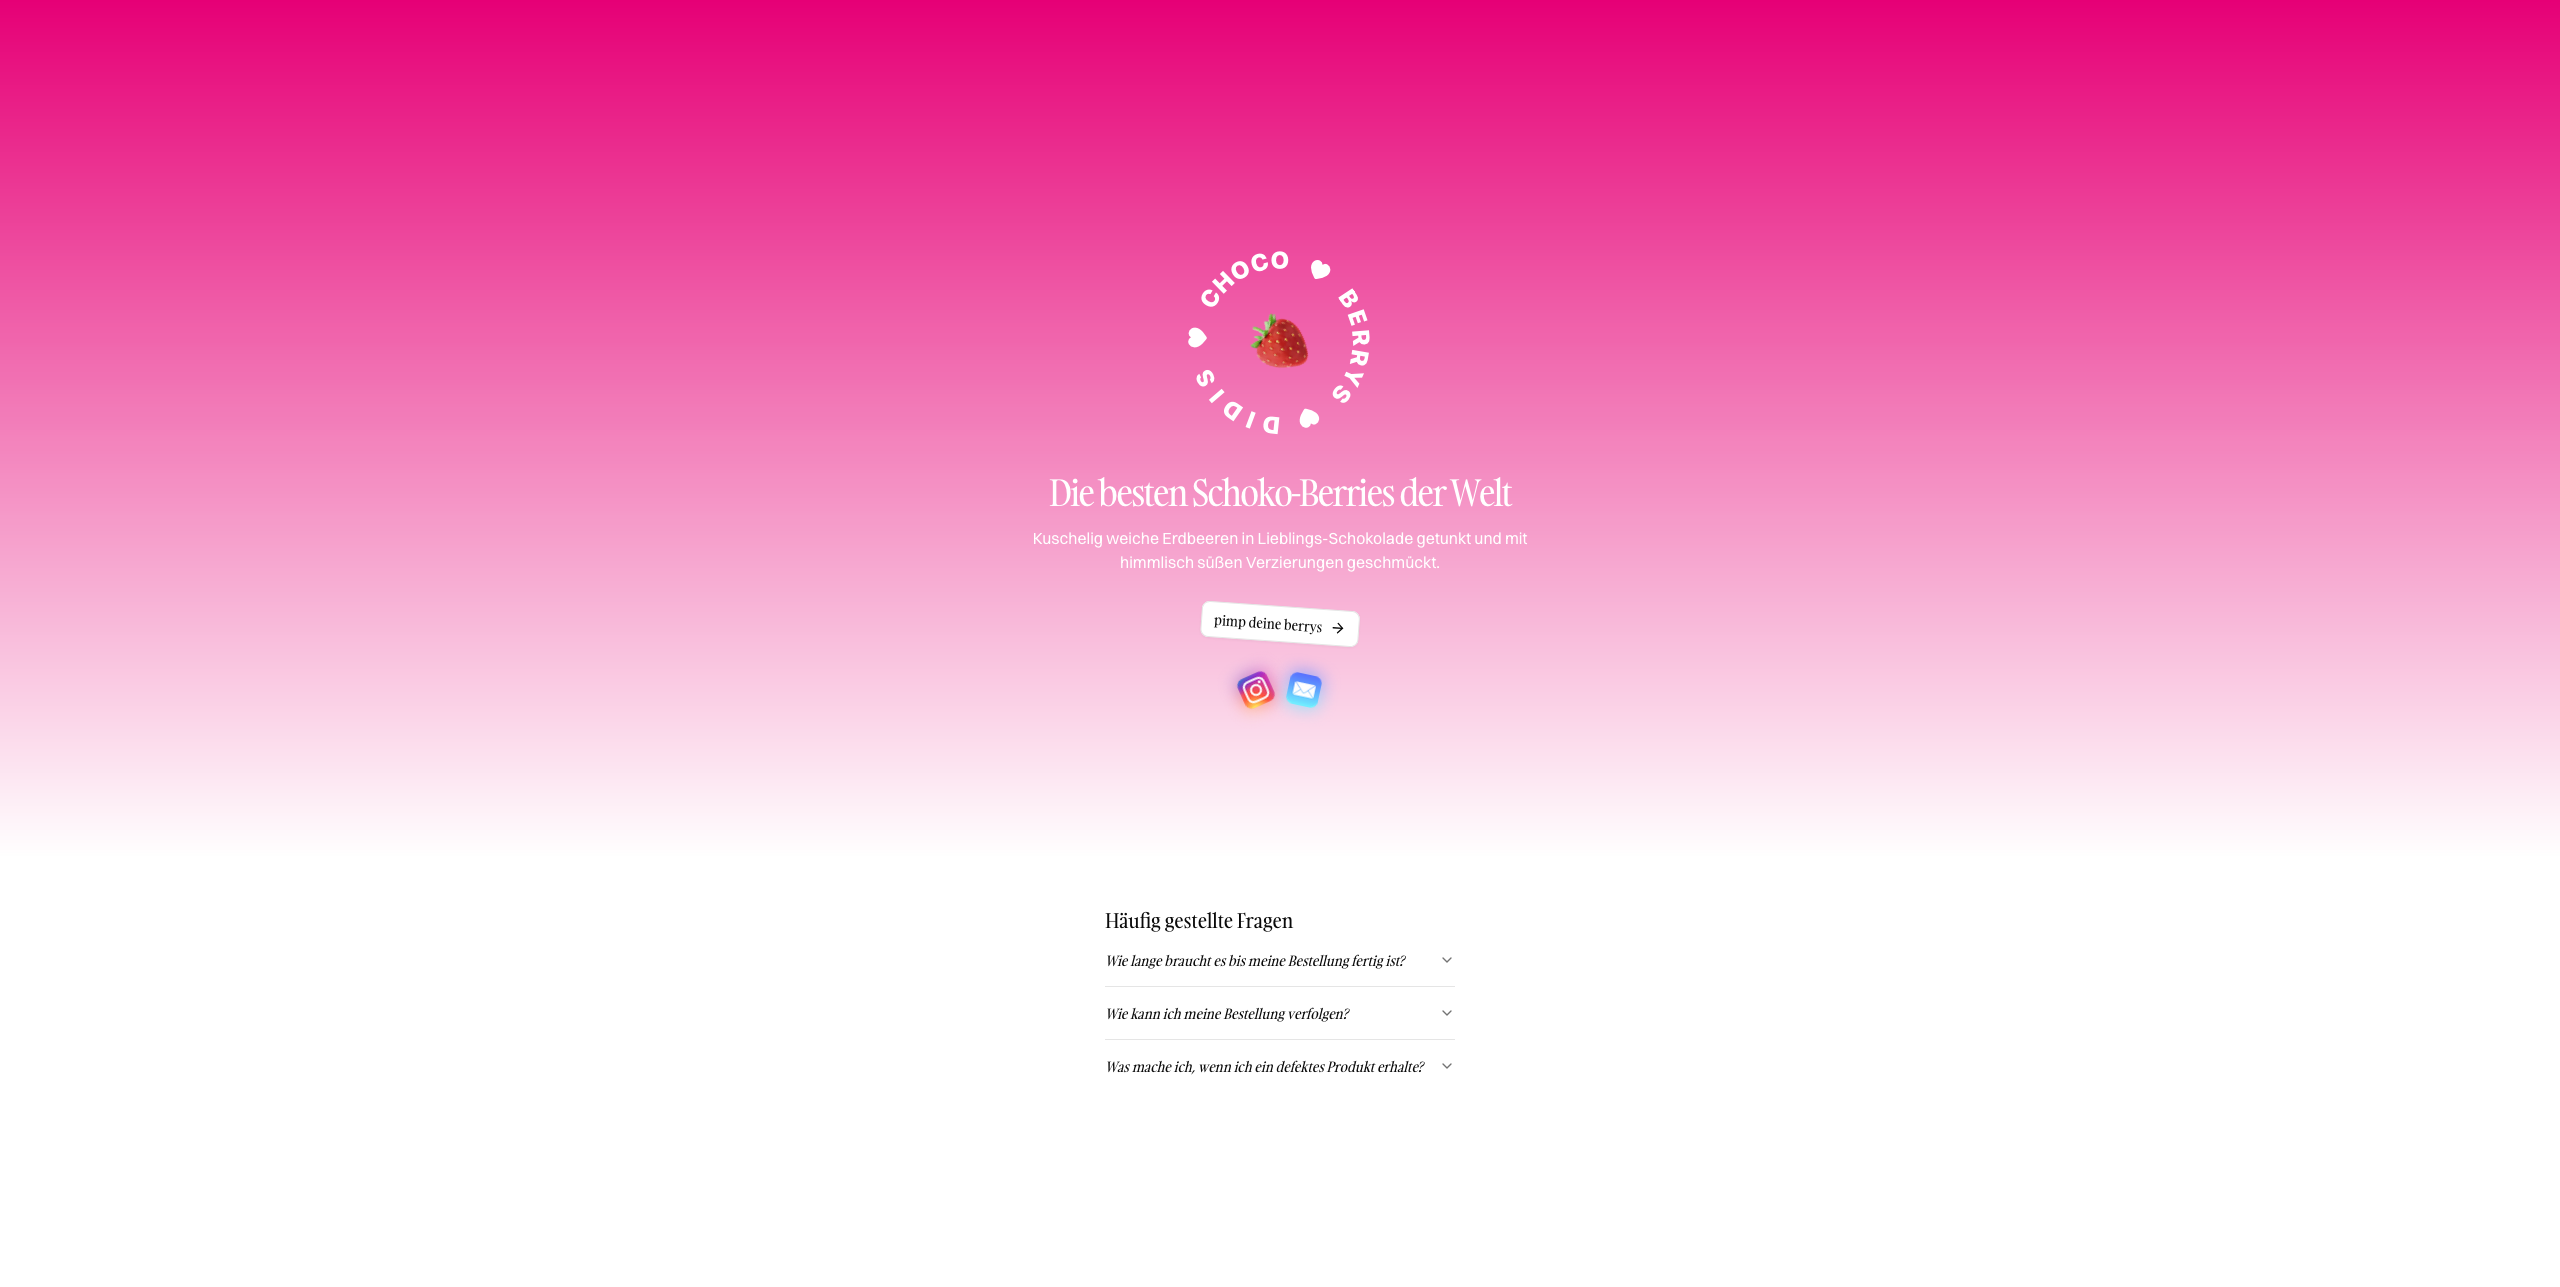 CHOCO BERRYS DIDIS
Die besten Schoko-Berries der Welt
Kuschelig weiche Erdbeeren in Lieblings-Schokolade getunkt und mit
himmlisch süßen Verzierungen geschmückt.
pimp deine berrys
Häufig gestellte Fragen
Wie lange braucht es bis meine Bestellung fertig ist?
Wie kann ich meine Bestellung verfolgen?
Was mache ich, wenn ich ein defektes Produkt erhalte?